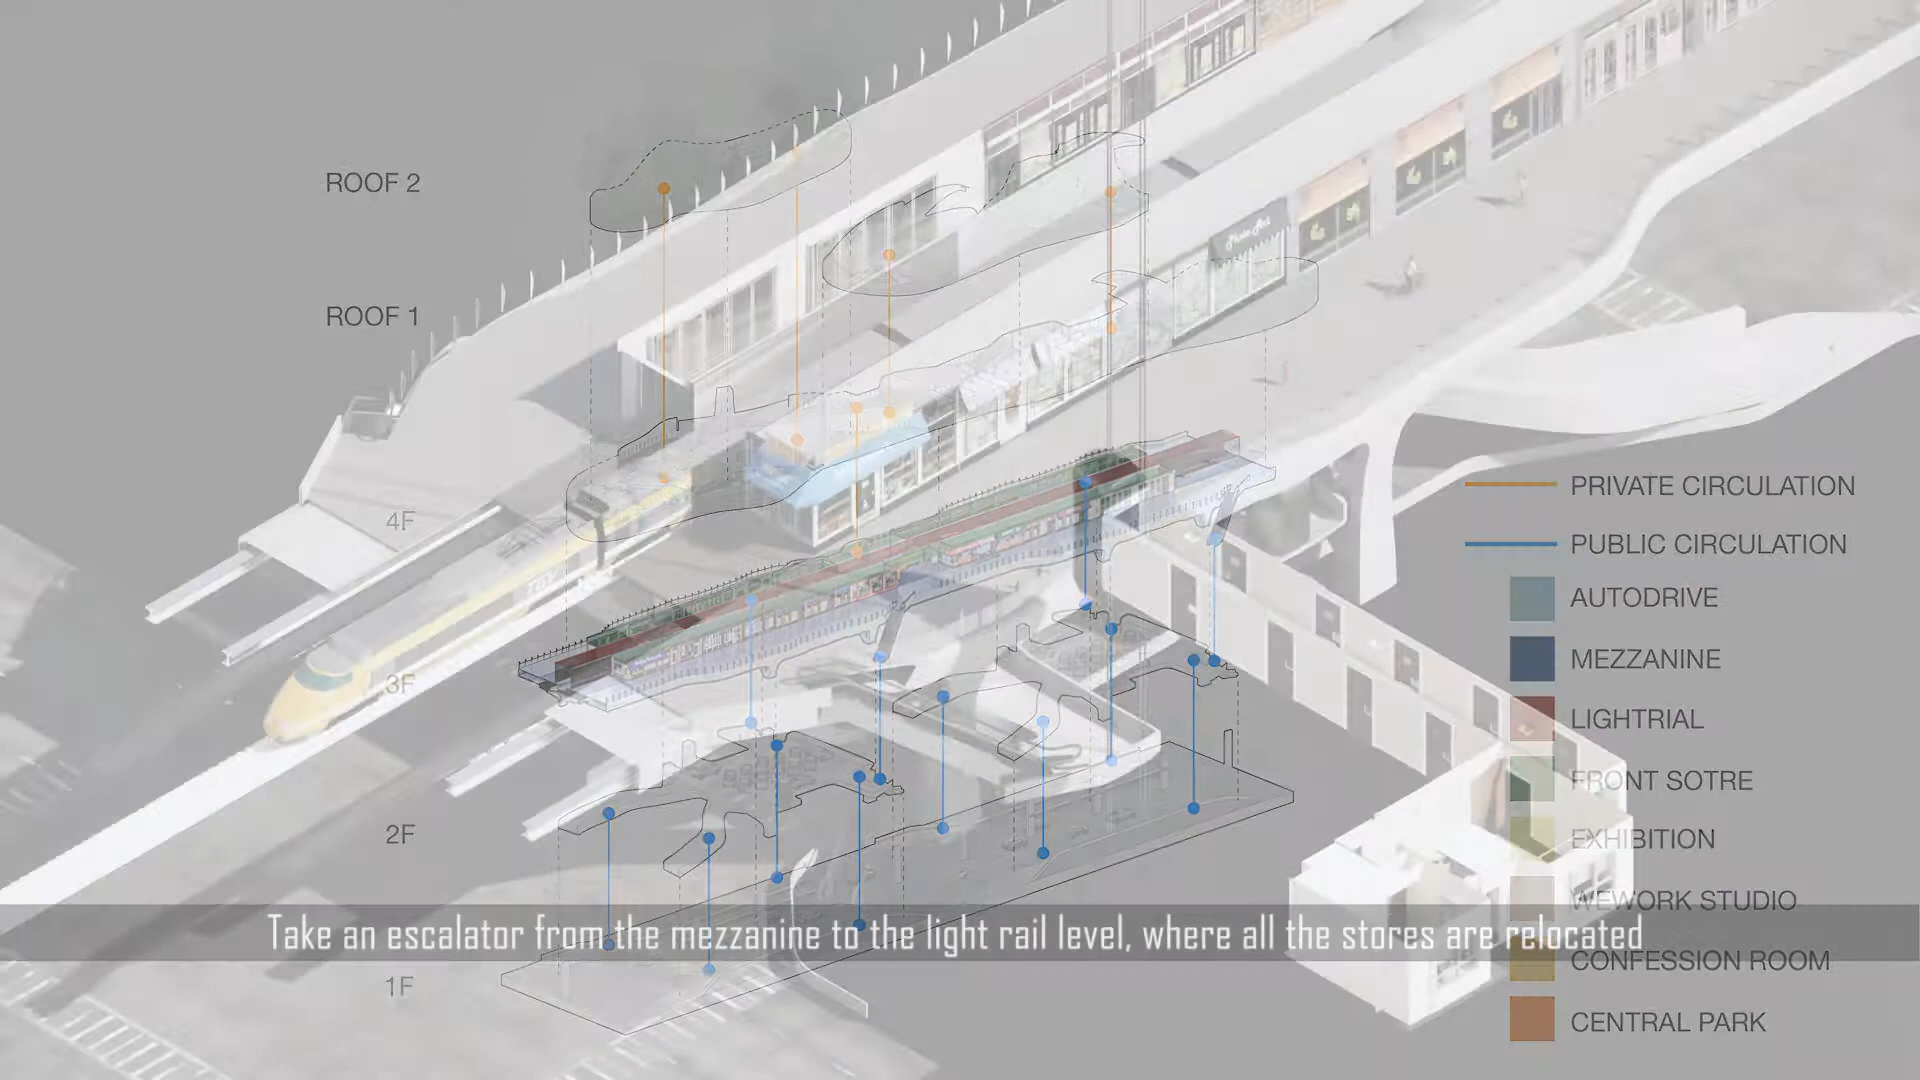 ROOF 2
ROOF 1
4F
3F
2F
1F
PRIVATE CIRCULATION
PUBLIC CIRCULATION
AUTODRIVE
MEZZANINE
LIGHTRIAL
FRONT SOTRE
EXHIBITION
WEWORK STUDIO
CONFESSION ROOM
CENTRAL PARK
Take an escalator from the mezzanine to the light rail level, where all the stores are relocated